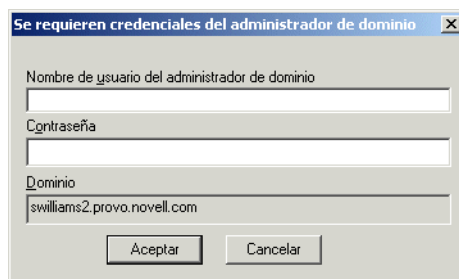 Se requieren credenciales del administrador de dominio
Nombre de usuario del administrador de dominio
Contraseña
Dominio
swilliams2.provo.novell.com
Aceptar Cancelar